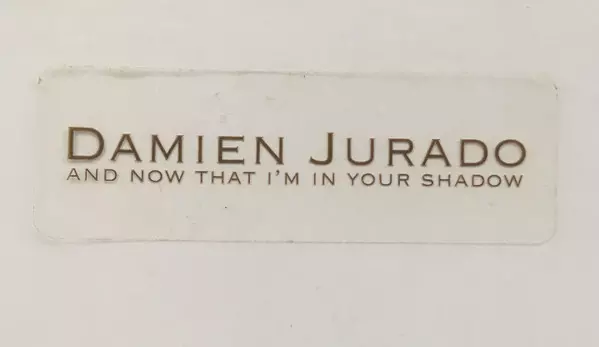 DAMIEN JURADO
AND NOW THAT I'M IN YOUR SHADOW